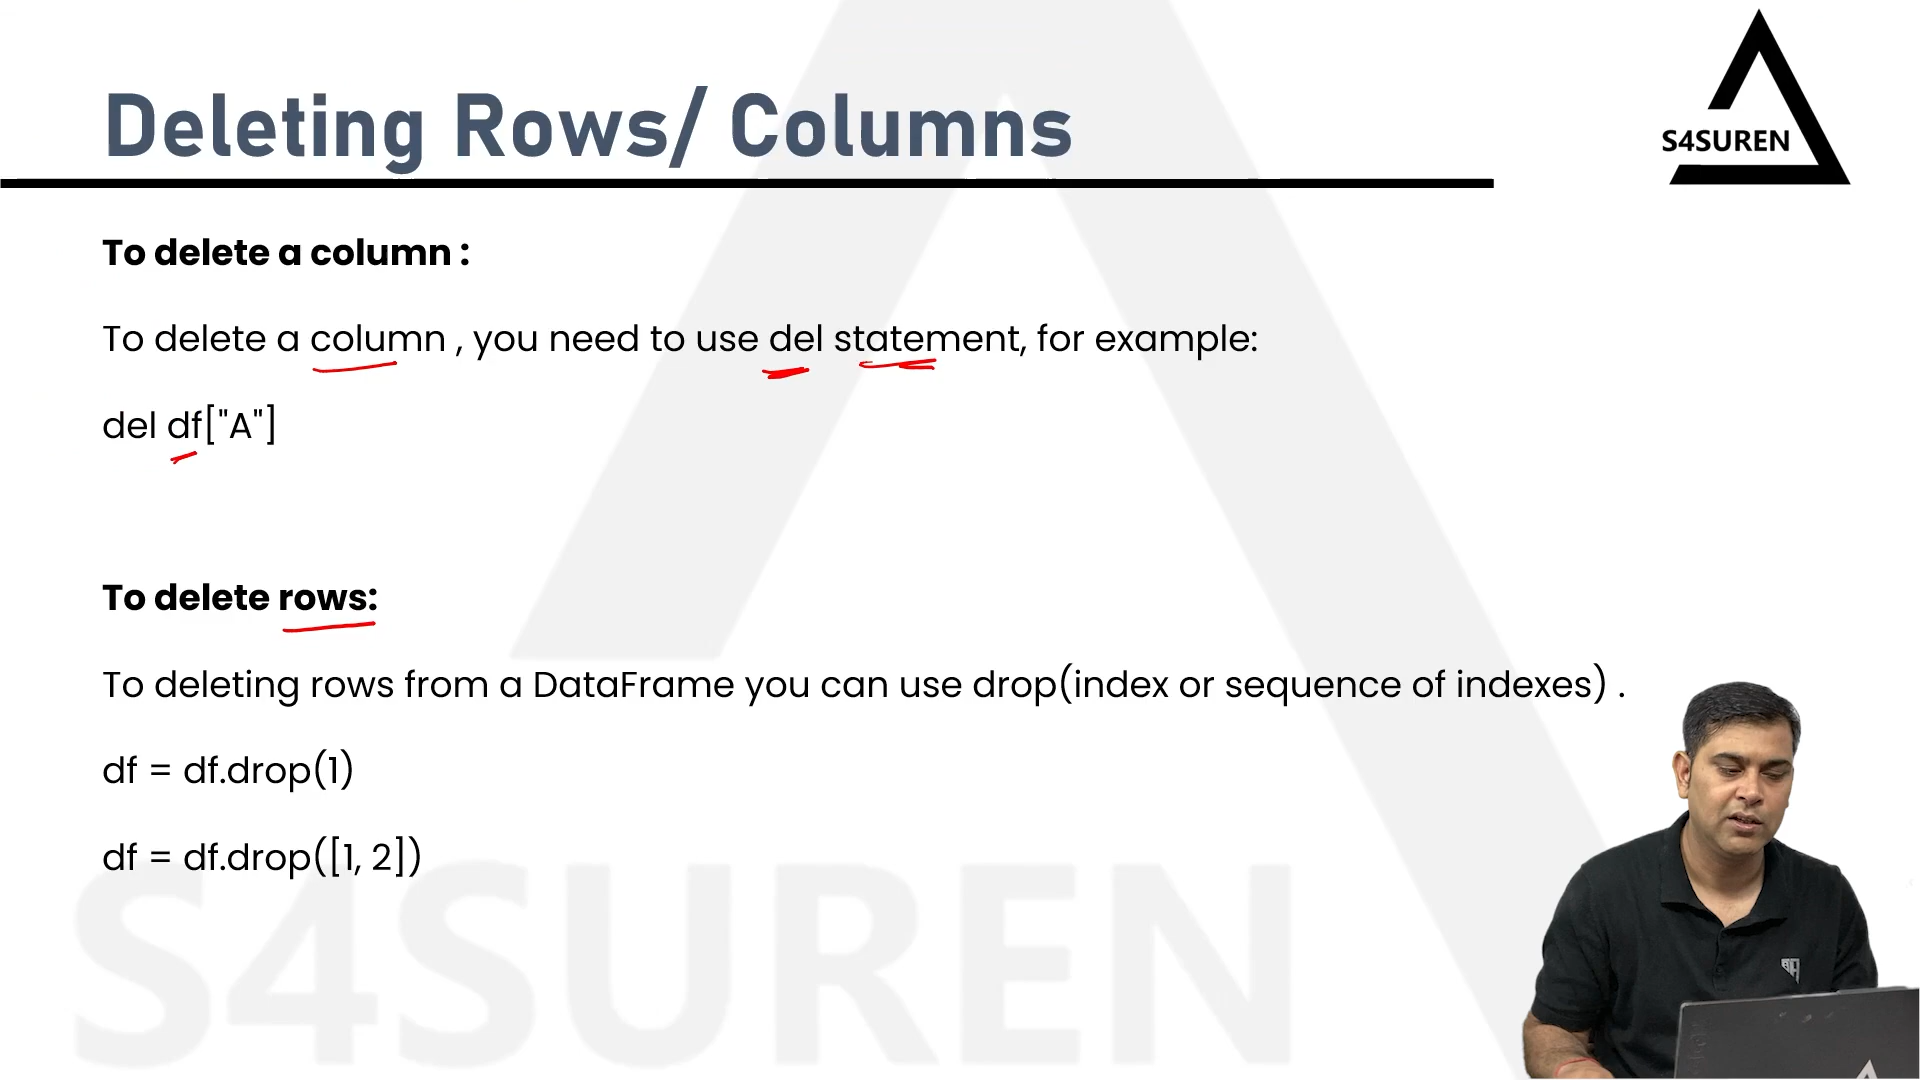 Deleting Rows/ Columns
S4SUREN
To delete a column :
To delete a column , you need to use del statement, for example:
del df["A"]
To delete rows:
To deleting rows from a DataFrame you can use drop(index or sequence of indexes) .
df = df.drop(1)
df = df.drop([1, 2])
S4SUREN